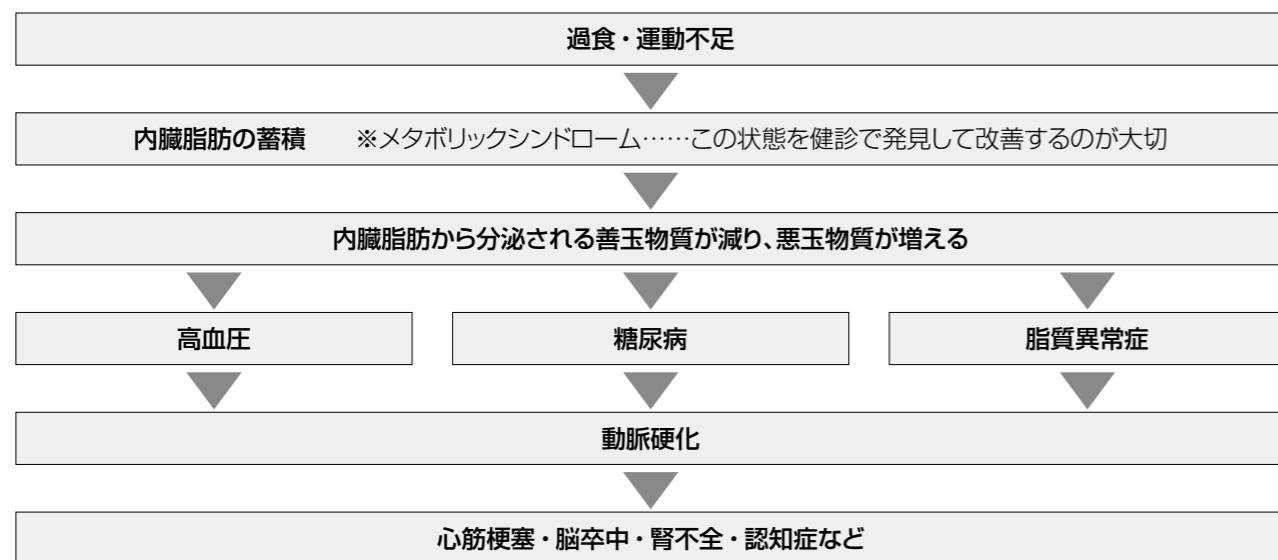 過食・運動不足
内臓脂肪の蓄積　※メタボリックシンドローム……この状態を健診で発見して改善するのが大切
内臓脂肪から分泌される善玉物質が減り、悪玉物質が増える
高血圧
糖尿病
脂質異常症
動脈硬化
心筋梗塞・脳卒中・腎不全・認知症など